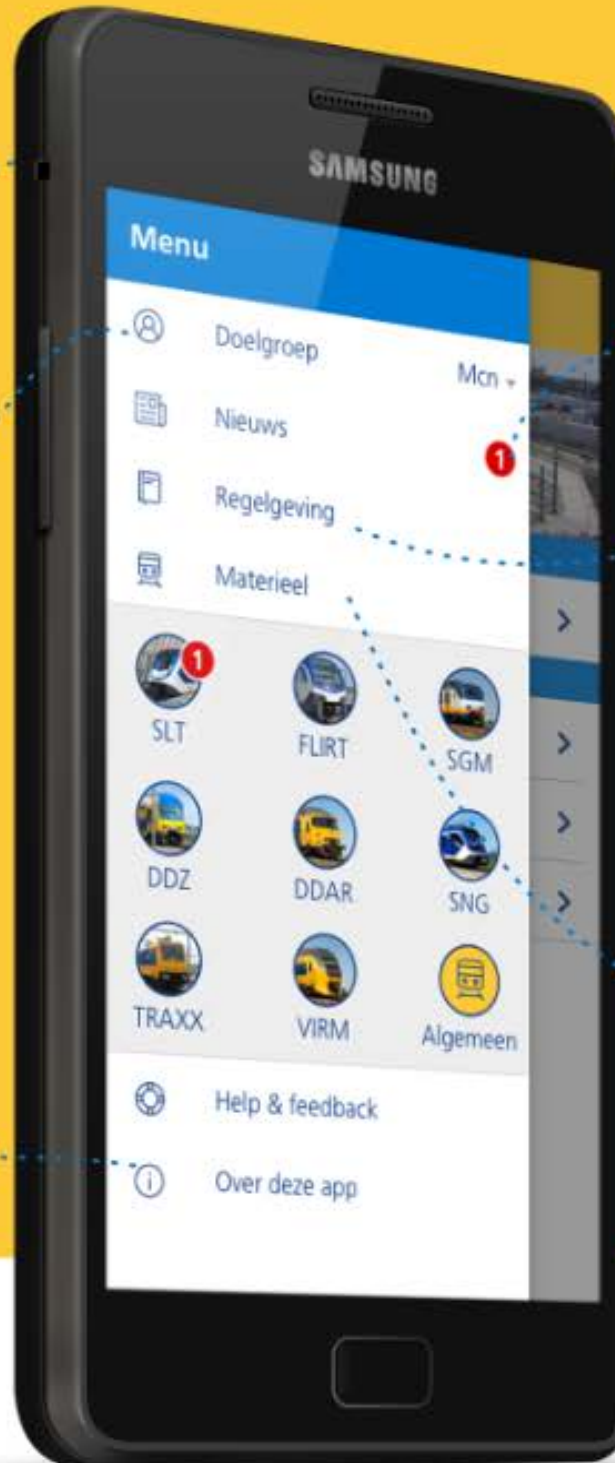 SAMSUNG
Menu
Doelgroep Mcn
Nieuws 1
Regelgeving
Materieel
1
SLT FLIRT SGM
DDZ DDAR SNG
TRAXX VIRM Algemeen
Help & feedback
Over deze app